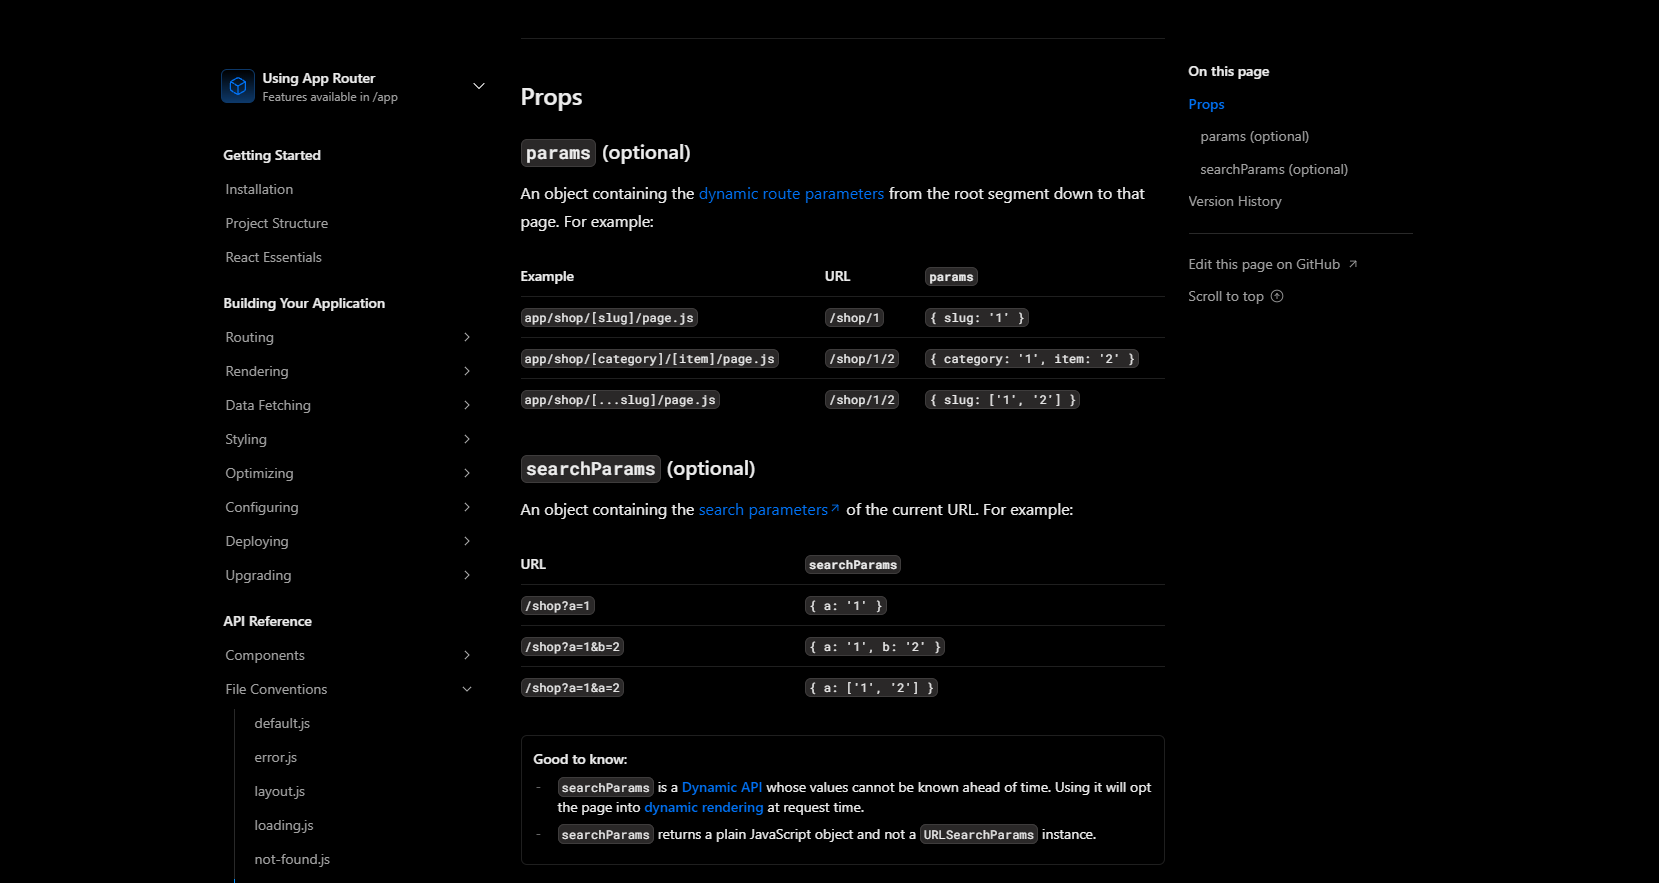 Using App Router
Features available in /app
Getting Started
Installation
Project Structure
React Essentials
Building Your Application
Routing
Rendering
Data Fetching
Styling
Optimizing
Configuring
Deploying
Upgrading
API Reference
Components
File Conventions
default.js
error.js
layout.js
loading.js
not-found.js
Props
params (optional)
An object containing the dynamic route parameters from the root segment down to that
page. For example:
Example URL params
app/shop/[slug]/page.js /shop/1 { slug: '1' }
app/shop/[category]/[item]/page.js /shop/1/2 { category: '1', item: '2' }
app/shop/[...slug]/page.js /shop/1/2 { slug: ['1', '2'] }
searchParams (optional)
An object containing the search parameters of the current URL. For example:
URL searchParams
/shop?a=1 { a: '1' }
/shop?a=1&b=2 { a: '1', b: '2' }
/shop?a=1&a=2 { a: ['1', '2'] }
Good to know:
- searchParams is a Dynamic API whose values cannot be known ahead of time. Using it will opt
the page into dynamic rendering at request time.
- searchParams returns a plain JavaScript object and not a URLSearchParams instance.
On this page
Props
params (optional)
searchParams (optional)
Version History
Edit this page on GitHub
Scroll to top